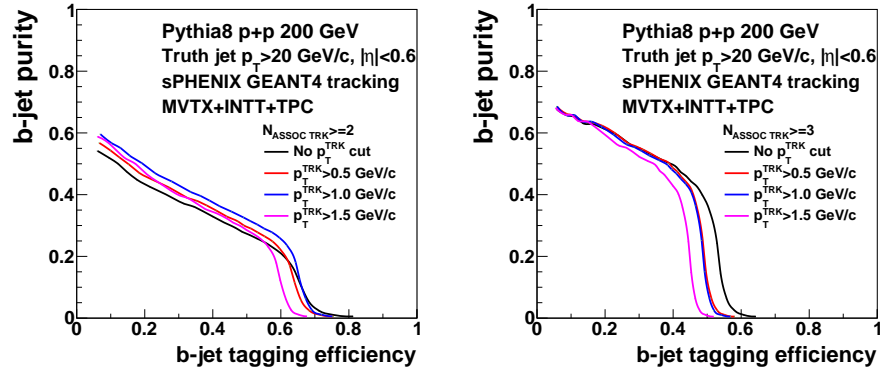 Pythia8 p+p 200 GeV
Truth jet p_T>20 GeV/c, |η|<0.6
sPHENIX GEANT4 tracking
MVTX+INTT+TPC
N_ASSOC TRK>=2
No p_T^TRK cut
p_T^TRK>0.5 GeV/c
p_T^TRK>1.0 GeV/c
p_T^TRK>1.5 GeV/c
b-jet purity
1
0.8
0.6
0.4
0.2
0
0 0.2 0.4 0.6 0.8 1
b-jet tagging efficiency
Pythia8 p+p 200 GeV
Truth jet p_T>20 GeV/c, |η|<0.6
sPHENIX GEANT4 tracking
MVTX+INTT+TPC
N_ASSOC TRK>=3
No p_T^TRK cut
p_T^TRK>0.5 GeV/c
p_T^TRK>1.0 GeV/c
p_T^TRK>1.5 GeV/c
b-jet purity
1
0.8
0.6
0.4
0.2
0
0 0.2 0.4 0.6 0.8 1
b-jet tagging efficiency